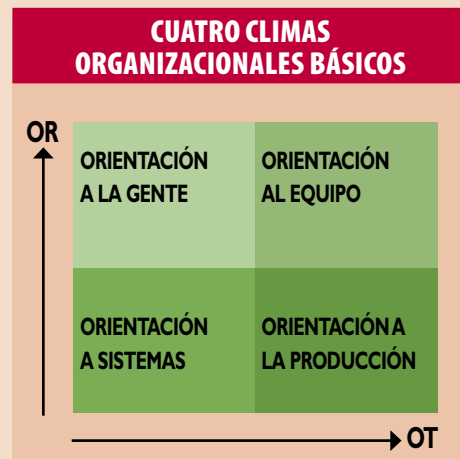 CUATRO CLIMAS
ORGANIZACIONALES BÁSICOS
OR
ORIENTACIÓN
A LA GENTE
ORIENTACIÓN
AL EQUIPO
ORIENTACIÓN
A SISTEMAS
ORIENTACIÓN A
LA PRODUCCIÓN
OT